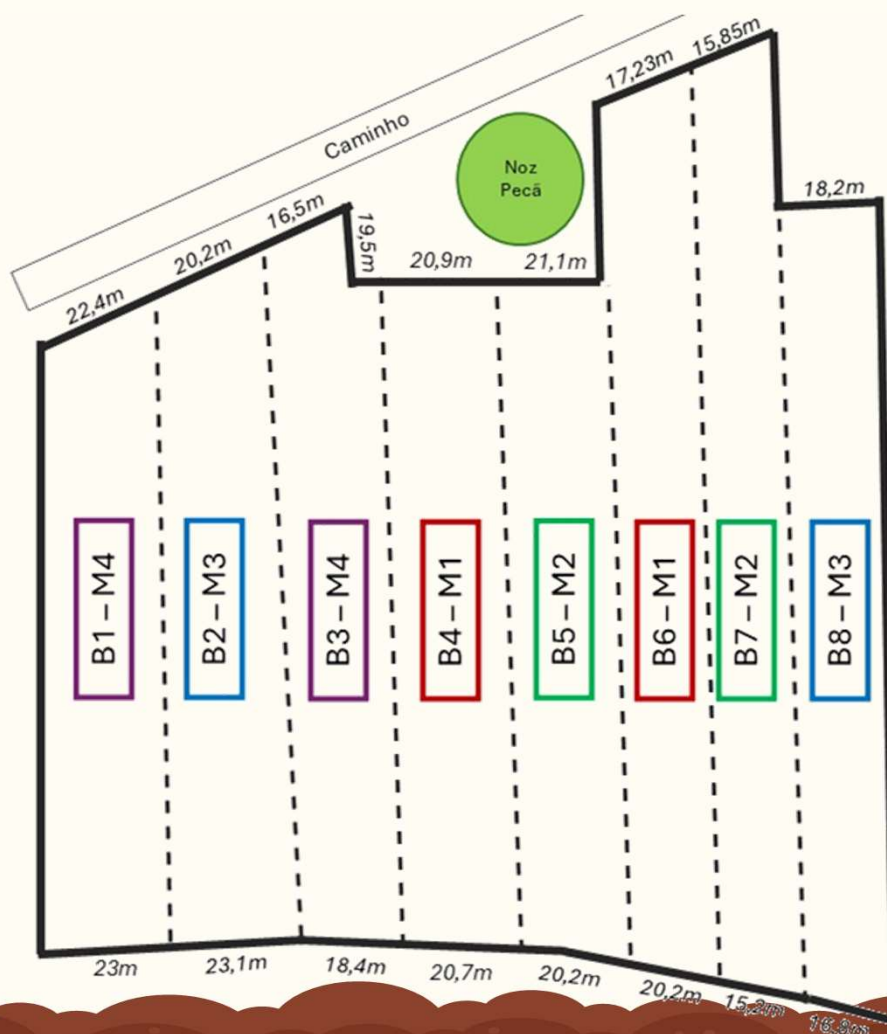 15,85m
17,23m
Caminho
Noz
Pecã
18,2m
16,5m
19,5m
20,2m
20,9m
21,1m
22,4m
B1 – M4
B2 – M3
B3 – M4
B4 – M1
B5 – M2
B6 – M1
B7 – M2
B8 – M3
23m
23,1m
18,4m
20,7m
20,2m
20,2m
15,2m